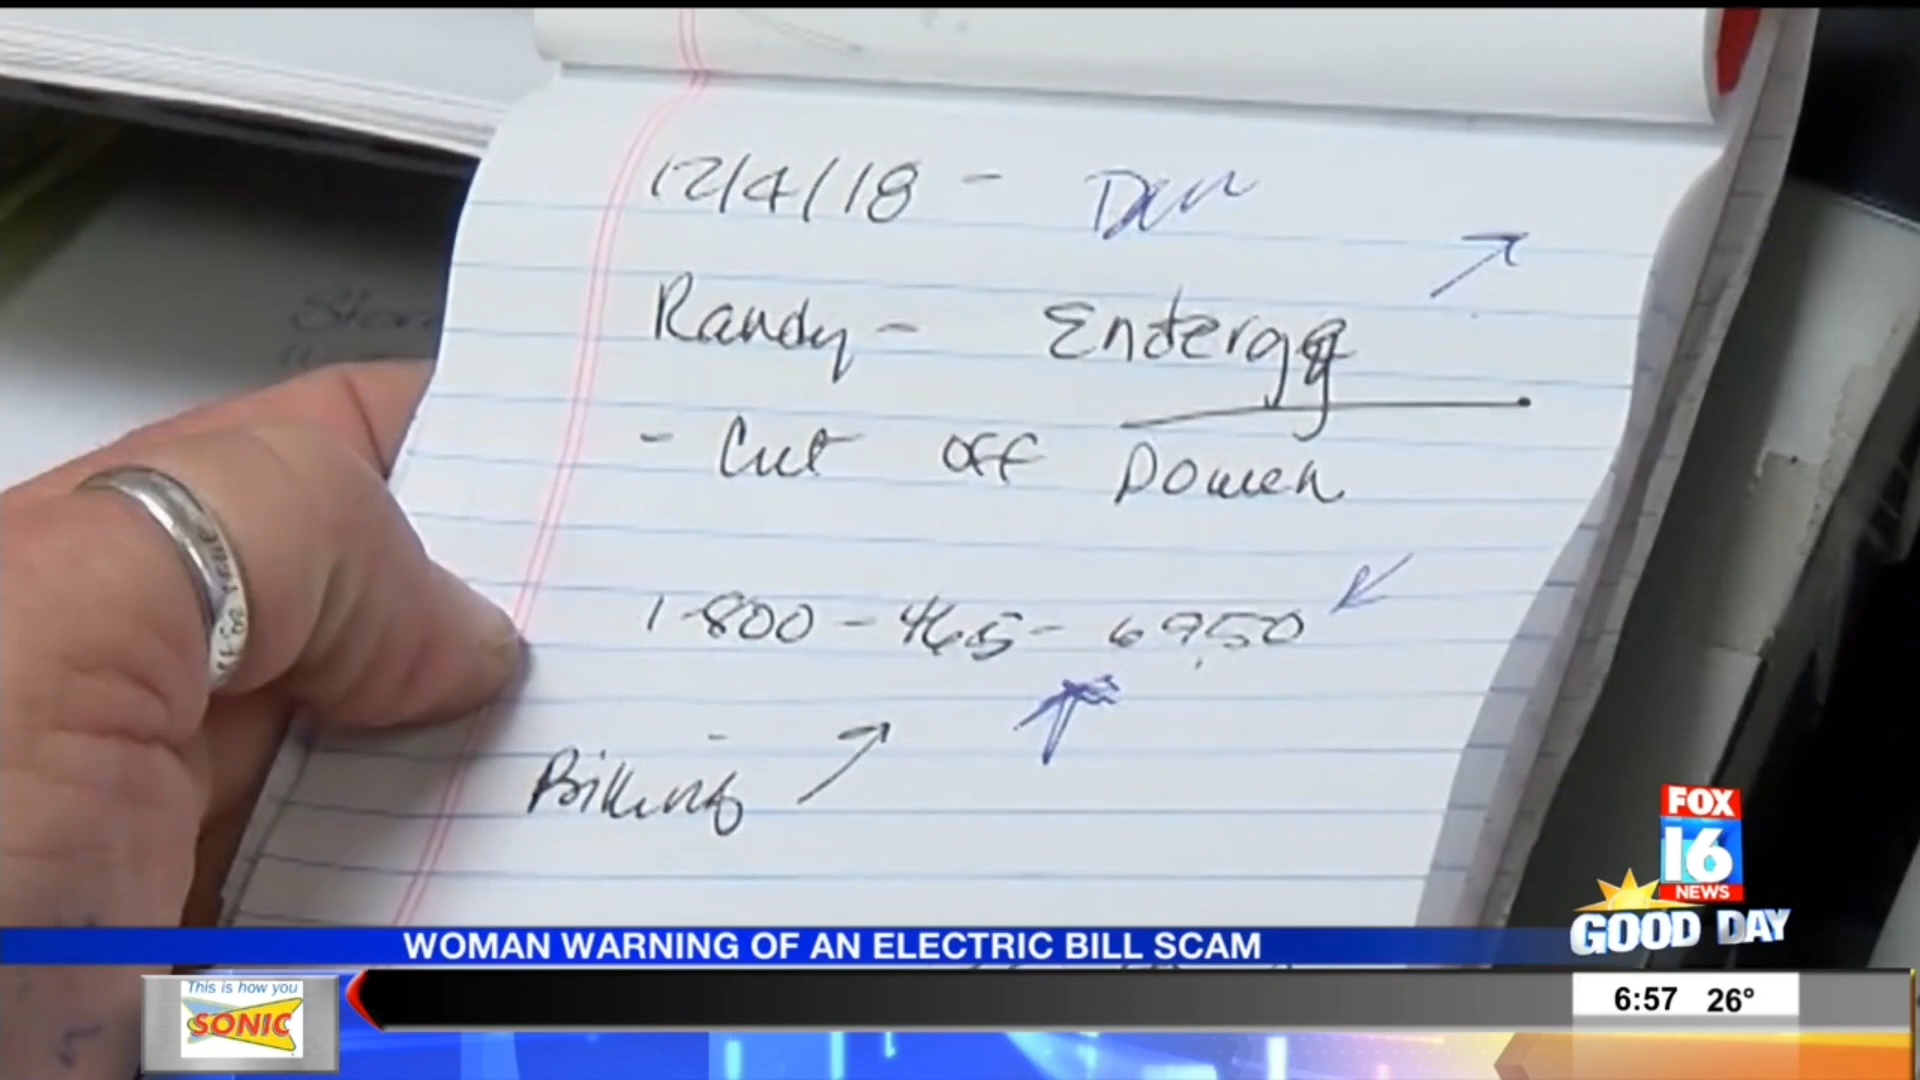 12/4/18 -
Randy - Entergy
- Cut off Power
1-800-465-6950
Billing
FOX
16
NEWS
GOOD DAY
WOMAN WARNING OF AN ELECTRIC BILL SCAM
This is how you
SONIC
6:57 26°